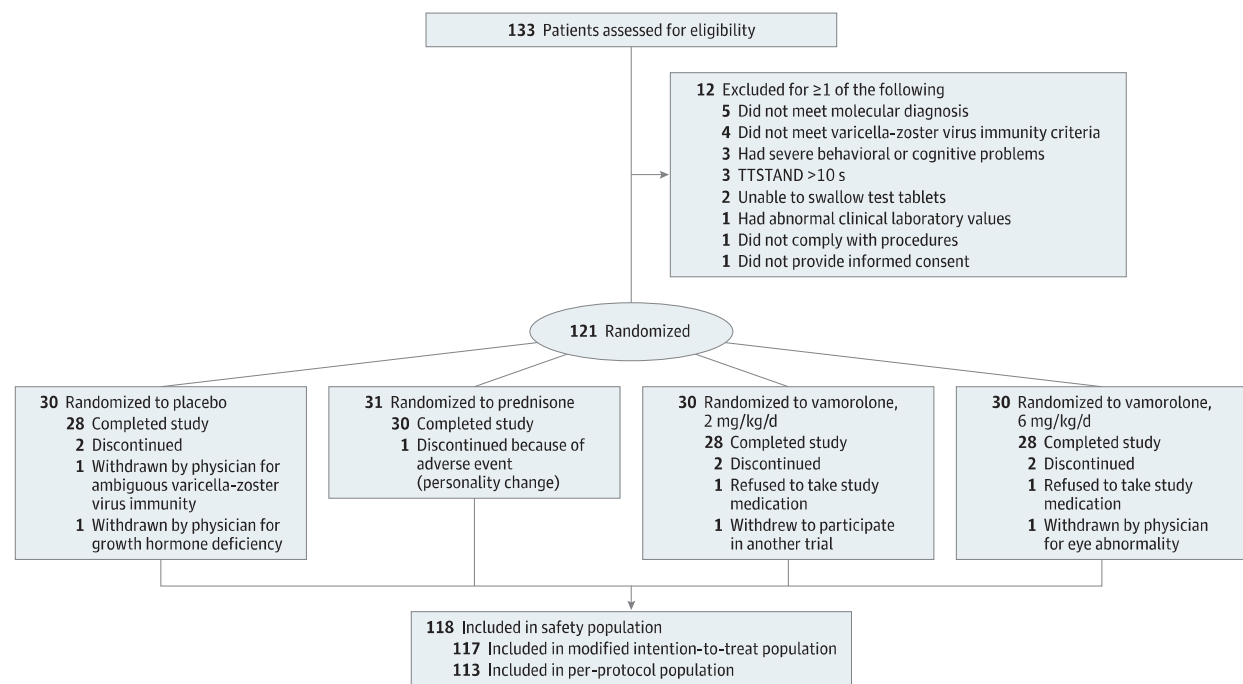 133 Patients assessed for eligibility
12 Excluded for ≥1 of the following
5 Did not meet molecular diagnosis
4 Did not meet varicella-zoster virus immunity criteria
3 Had severe behavioral or cognitive problems
3 TTSTAND >10 s
2 Unable to swallow test tablets
1 Had abnormal clinical laboratory values
1 Did not comply with procedures
1 Did not provide informed consent
121 Randomized
30 Randomized to placebo
28 Completed study
2 Discontinued
1 Withdrawn by physician for
ambiguous varicella-zoster
virus immunity
1 Withdrawn by physician for
growth hormone deficiency
31 Randomized to prednisone
30 Completed study
1 Discontinued because of
adverse event
(personality change)
30 Randomized to vamorolone,
2 mg/kg/d
28 Completed study
2 Discontinued
1 Refused to take study
medication
1 Withdrew to participate
in another trial
30 Randomized to vamorolone,
6 mg/kg/d
28 Completed study
2 Discontinued
1 Refused to take study
medication
1 Withdrawn by physician
for eye abnormality
118 Included in safety population
117 Included in modified intention-to-treat population
113 Included in per-protocol population